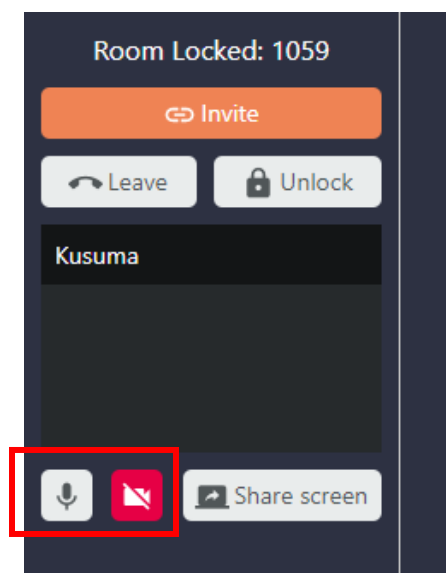 Room Locked: 1059
Invite
Leave
Unlock
Kusuma
Share screen